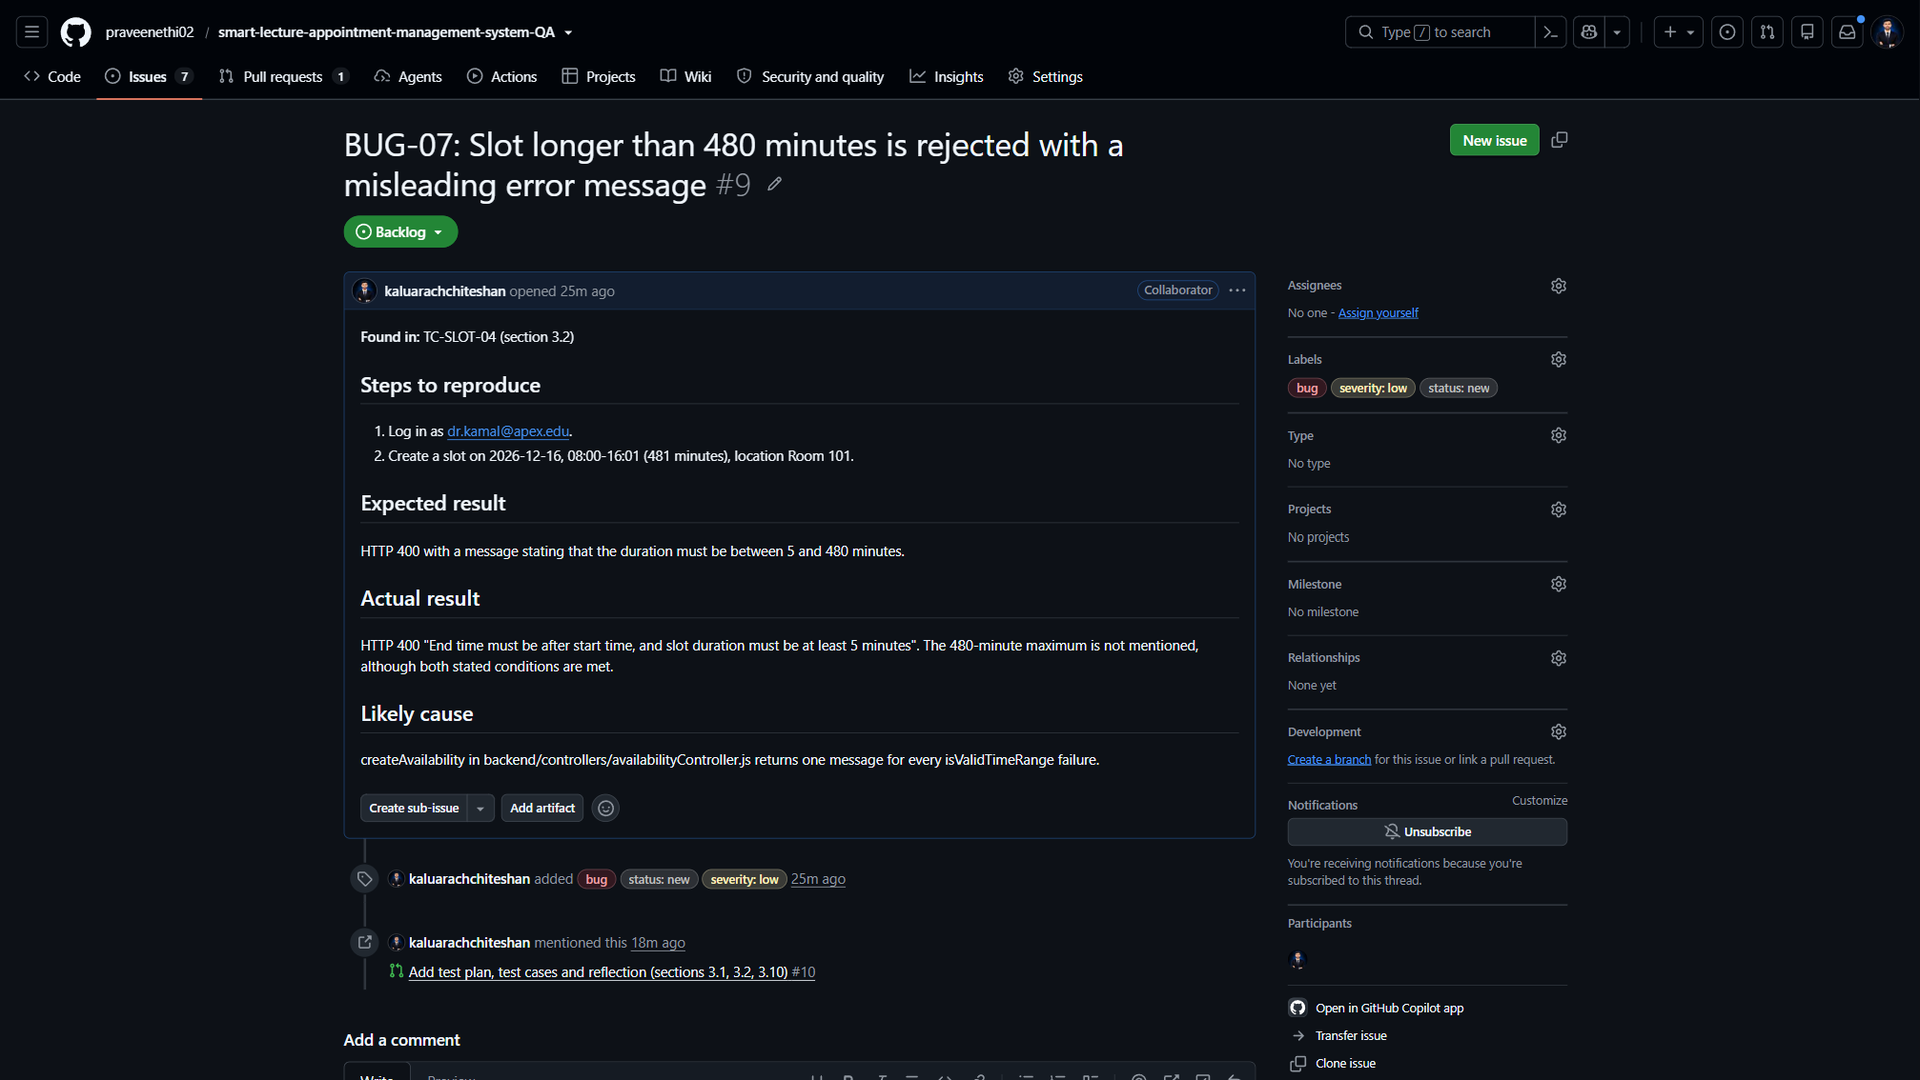 praveenethi02 / smart-lecture-appointment-management-system-QA
Type / to search
Code
Issues 7
Pull requests 1
Agents
Actions
Projects
Wiki
Security and quality
Insights
Settings
BUG-07: Slot longer than 480 minutes is rejected with a
misleading error message #9
New issue
Backlog
kaluarachchiteshan opened 25m ago
Collaborator
Found in: TC-SLOT-04 (section 3.2)
Steps to reproduce
1. Log in as dr.kamal@apex.edu.
2. Create a slot on 2026-12-16, 08:00-16:01 (481 minutes), location Room 101.
Expected result
HTTP 400 with a message stating that the duration must be between 5 and 480 minutes.
Actual result
HTTP 400 "End time must be after start time, and slot duration must be at least 5 minutes". The 480-minute maximum is not mentioned,
although both stated conditions are met.
Likely cause
createAvailability in backend/controllers/availabilityController.js returns one message for every isValidTimeRange failure.
Create sub-issue
Add artifact
kaluarachchiteshan added bug status: new severity: low 25m ago
kaluarachchiteshan mentioned this 18m ago
Add test plan, test cases and reflection (sections 3.1, 3.2, 3.10) #10
Add a comment
Write
Preview
Assignees
No one - Assign yourself
Labels
bug severity: low status: new
Type
No type
Projects
No projects
Milestone
No milestone
Relationships
None yet
Development
Create a branch for this issue or link a pull request.
Notifications
Customize
Unsubscribe
You're receiving notifications because you're
subscribed to this thread.
Participants
Open in GitHub Copilot app
Transfer issue
Clone issue